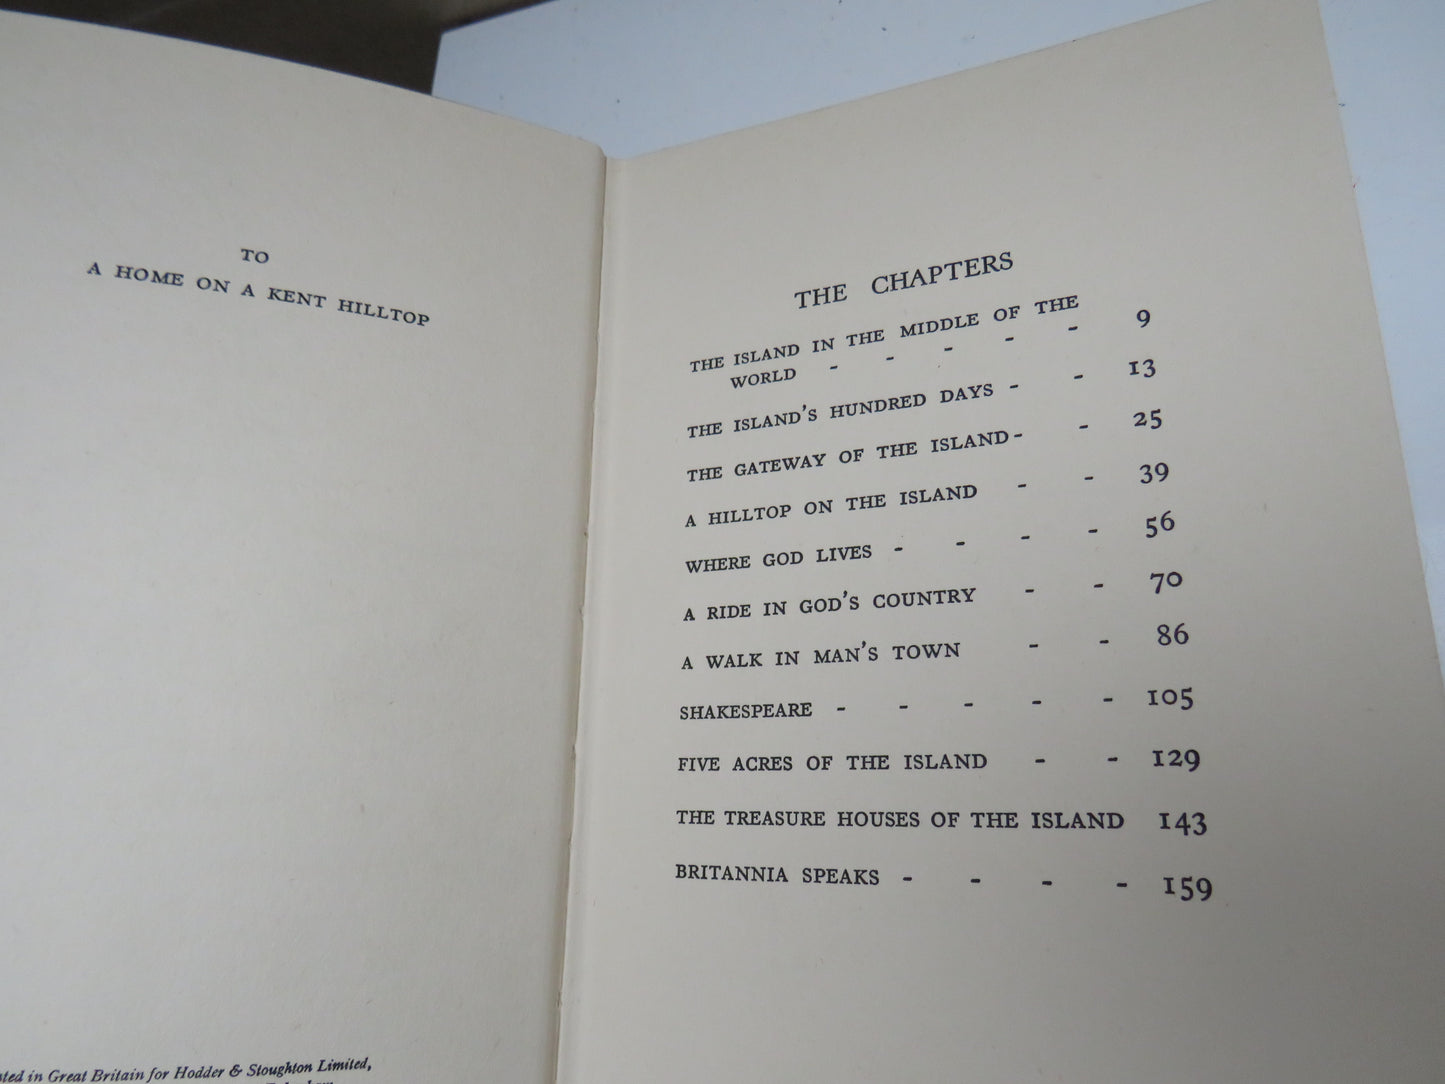 TO
A HOME ON A KENT HILLTOP
in Great Britain for Hodder & Stoughton Limited,
THE CHAPTERS
THE ISLAND IN THE MIDDLE OF THE
WORLD - - - - - 9
THE ISLAND'S HUNDRED DAYS - - 13
THE GATEWAY OF THE ISLAND - - 25
A HILLTOP ON THE ISLAND - - 39
WHERE GOD LIVES - - - - 56
A RIDE IN GOD'S COUNTRY - - 70
A WALK IN MAN'S TOWN - - 86
SHAKESPEARE - - - - - 105
FIVE ACRES OF THE ISLAND - - 129
THE TREASURE HOUSES OF THE ISLAND 143
BRITANNIA SPEAKS - - - - 159